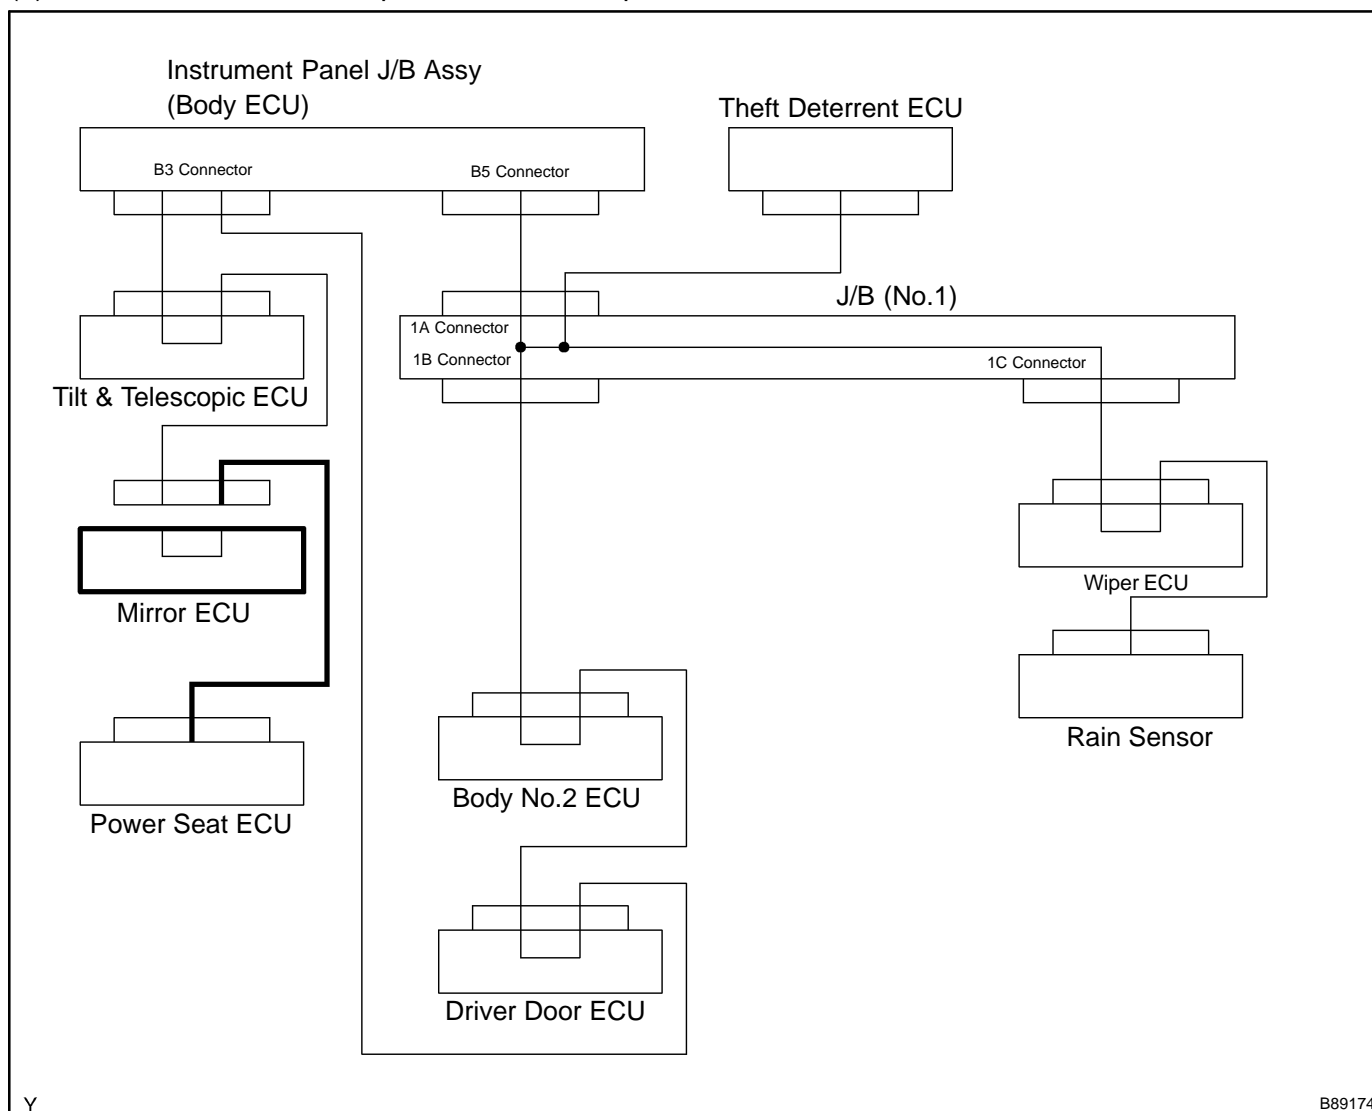 Instrument Panel J/B Assy
(Body ECU)
Theft Deterrent ECU
B3 Connector
B5 Connector
J/B (No.1)
1A Connector
1B Connector
1C Connector
Tilt & Telescopic ECU
Mirror ECU
Wiper ECU
Rain Sensor
Body No.2 ECU
Power Seat ECU
Driver Door ECU
Y
B89174